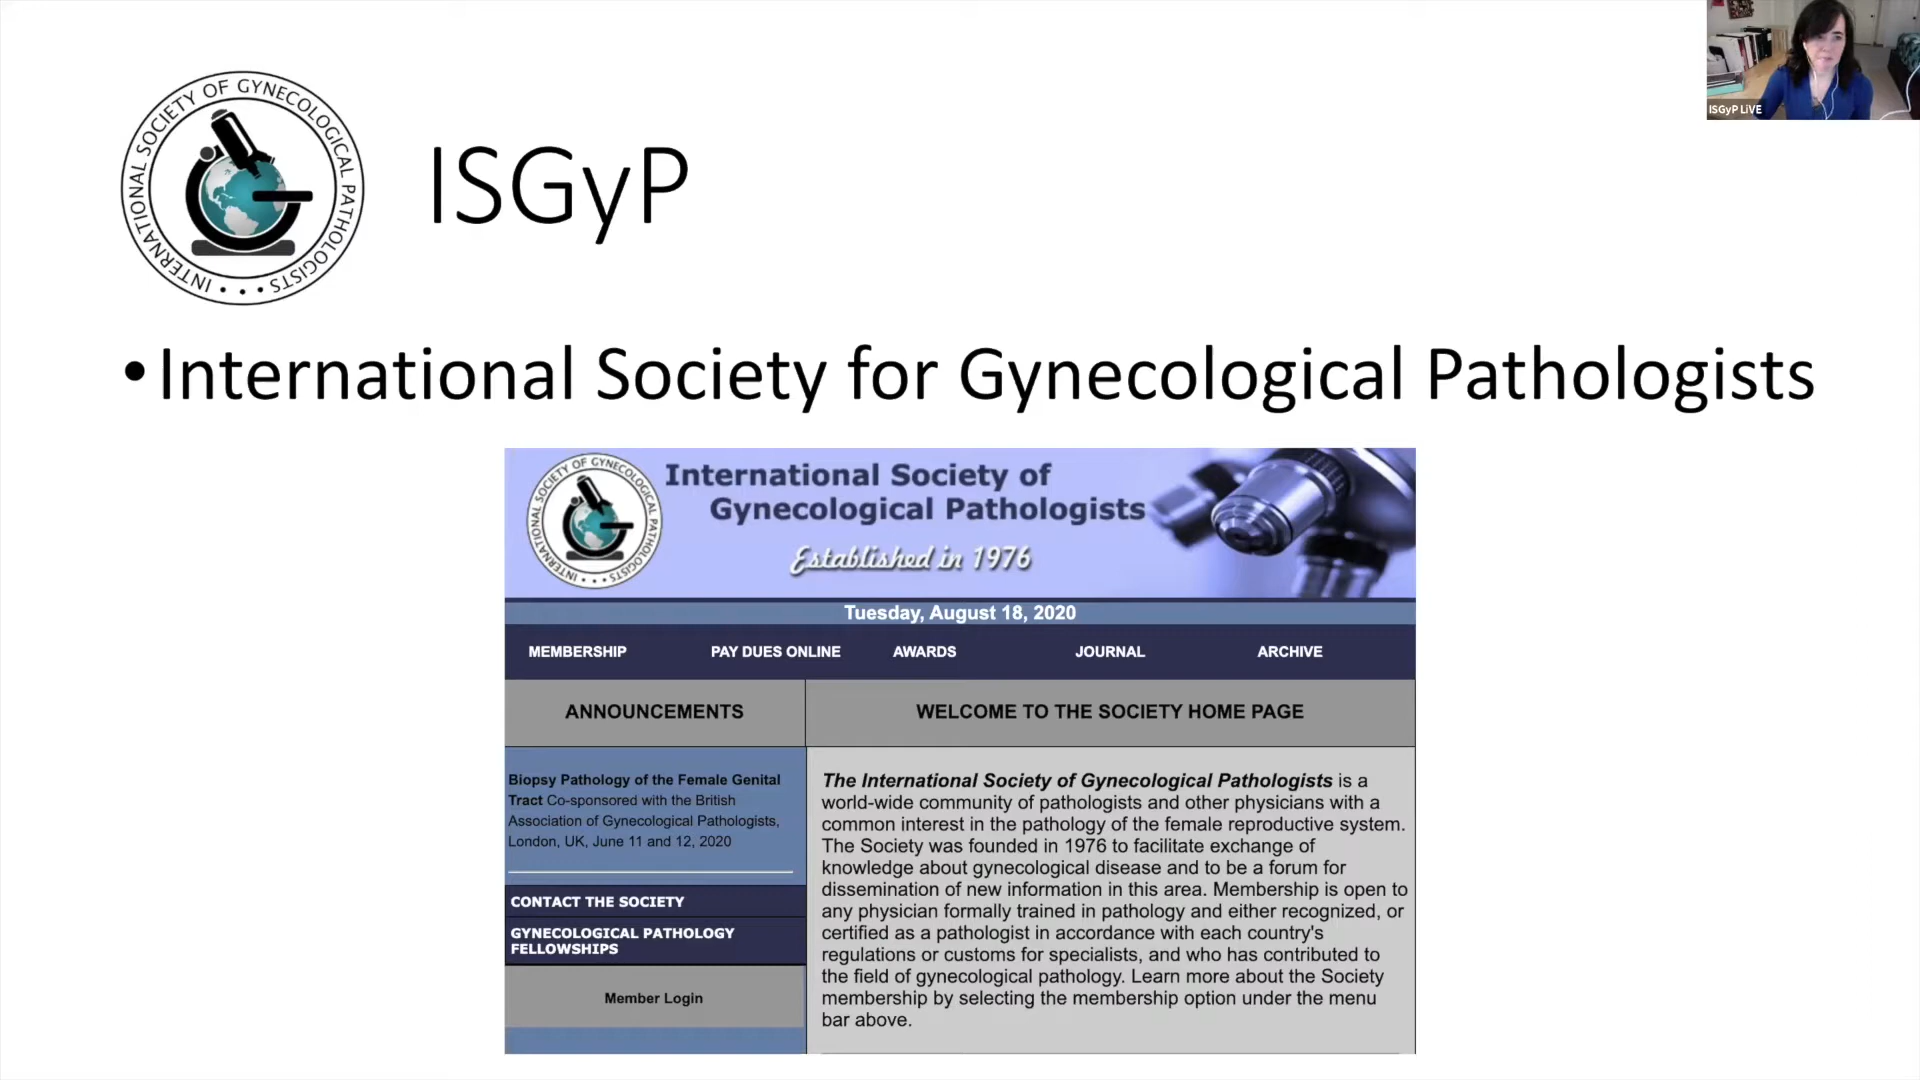 INTERNATIONAL SOCIETY OF GYNECOLOGICAL PATHOLOGISTS
ISGyP
ISGyP LiVE
• International Society for Gynecological Pathologists
INTERNATIONAL SOCIETY OF GYNECOLOGICAL PATHOLOGISTS
International Society of
Gynecological Pathologists
Established in 1976
Tuesday, August 18, 2020
MEMBERSHIP PAY DUES ONLINE AWARDS JOURNAL ARCHIVE
ANNOUNCEMENTS
Biopsy Pathology of the Female Genital
Tract Co-sponsored with the British
Association of Gynecological Pathologists,
London, UK, June 11 and 12, 2020
CONTACT THE SOCIETY
GYNECOLOGICAL PATHOLOGY
FELLOWSHIPS
Member Login
WELCOME TO THE SOCIETY HOME PAGE
The International Society of Gynecological Pathologists is a
world-wide community of pathologists and other physicians with a
common interest in the pathology of the female reproductive system.
The Society was founded in 1976 to facilitate exchange of
knowledge about gynecological disease and to be a forum for
dissemination of new information in this area. Membership is open to
any physician formally trained in pathology and either recognized, or
certified as a pathologist in accordance with each country's
regulations or customs for specialists, and who has contributed to
the field of gynecological pathology. Learn more about the Society
membership by selecting the membership option under the menu
bar above.